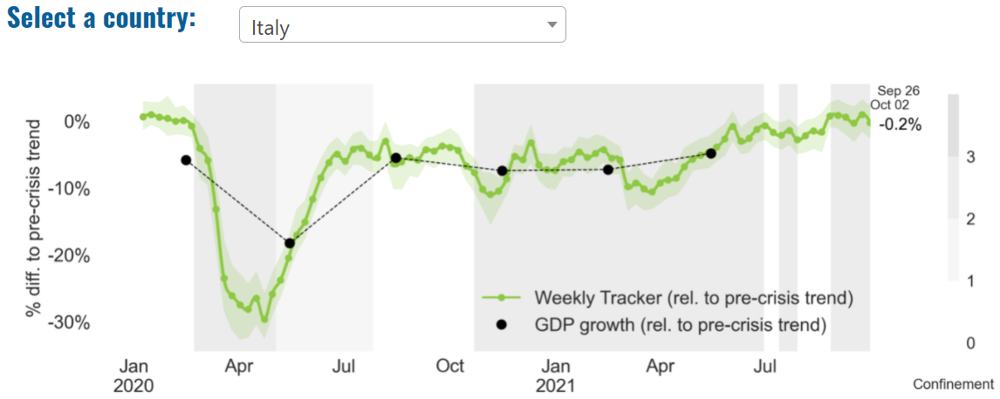 Select a country:
Italy
% diff. to pre-crisis trend
0%
-10%
-20%
-30%
Sep 26
Oct 02
-0.2%
Weekly Tracker (rel. to pre-crisis trend)
GDP growth (rel. to pre-crisis trend)
Jan
2020
Apr
Jul
Oct
Jan
2021
Apr
Jul
3
2
1
0
Confinement